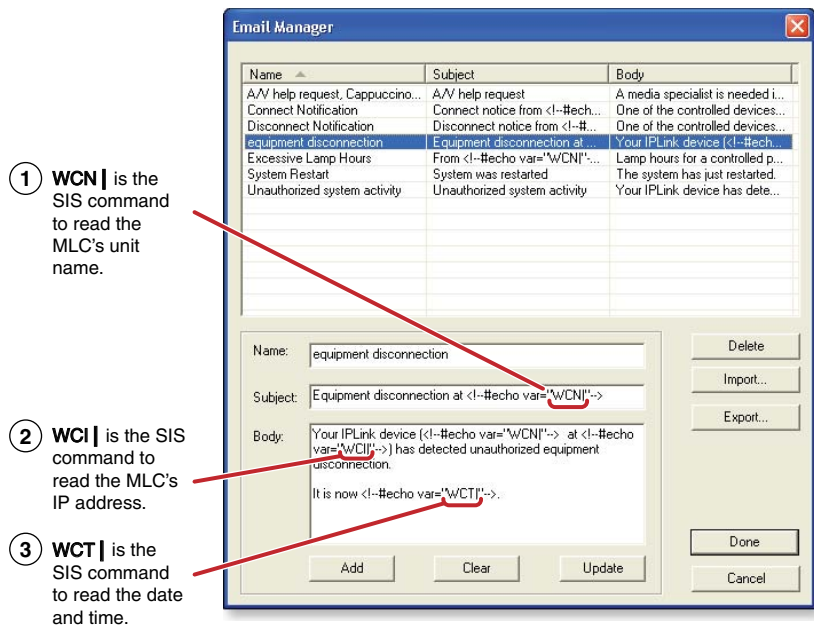 Email Manager
Name Subject Body
A/V help request, Cappuccino... A/V help request A media specialist is needed i...
Connect Notification Connect notice from <!--#ech... One of the controlled devices...
Disconnect Notification Disconnect notice from <!--#... One of the controlled devices...
equipment disconnection Equipment disconnection at ... Your IPLink device (<!--#ech...
Excessive Lamp Hours From <!--#echo var="WCN|"-... Lamp hours for a controlled p...
System Restart System was restarted The system has just restarted.
Unauthorized system activity Unauthorized system activity Your IPLink device has dete...
1 WCN| is the
SIS command
to read the
MLC's unit
name.
Name: equipment disconnection
Subject: Equipment disconnection at <!--#echo var="WCN|"-->
2 WCI| is the SIS
command to
read the MLC's
IP address.
Body: Your IPLink device (<!--#echo var="WCN|"--> at <!--#echo
var="WCI|"-->) has detected unauthorized equipment
disconnection.
It is now <!--#echo var="WCT|"-->.
3 WCT| is the
SIS command
to read the date
and time.
Add Clear Update
Delete
Import...
Export...
Done
Cancel